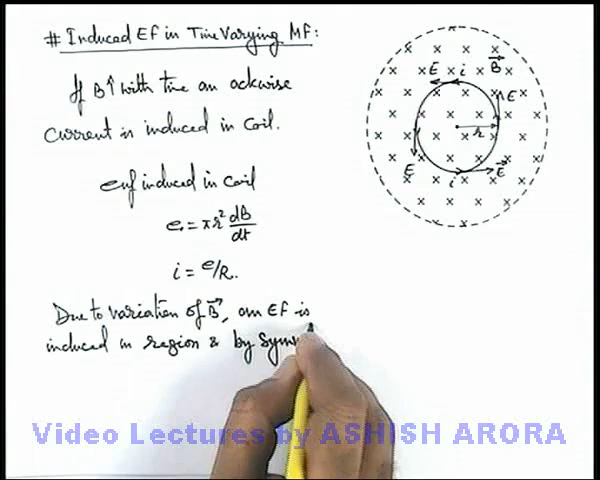 # Induced EF in Time Varying MF:
If B↑ with time an ackwise
Current is induced in Coil.
emf induced in coil
e = πr² dB/dt
i = e/R.
Due to variation of B⃗, an EF is
induced in region & by Symm
E i B⃗
E
r
E i E⃗
Video Lectures by ASHISH ARORA